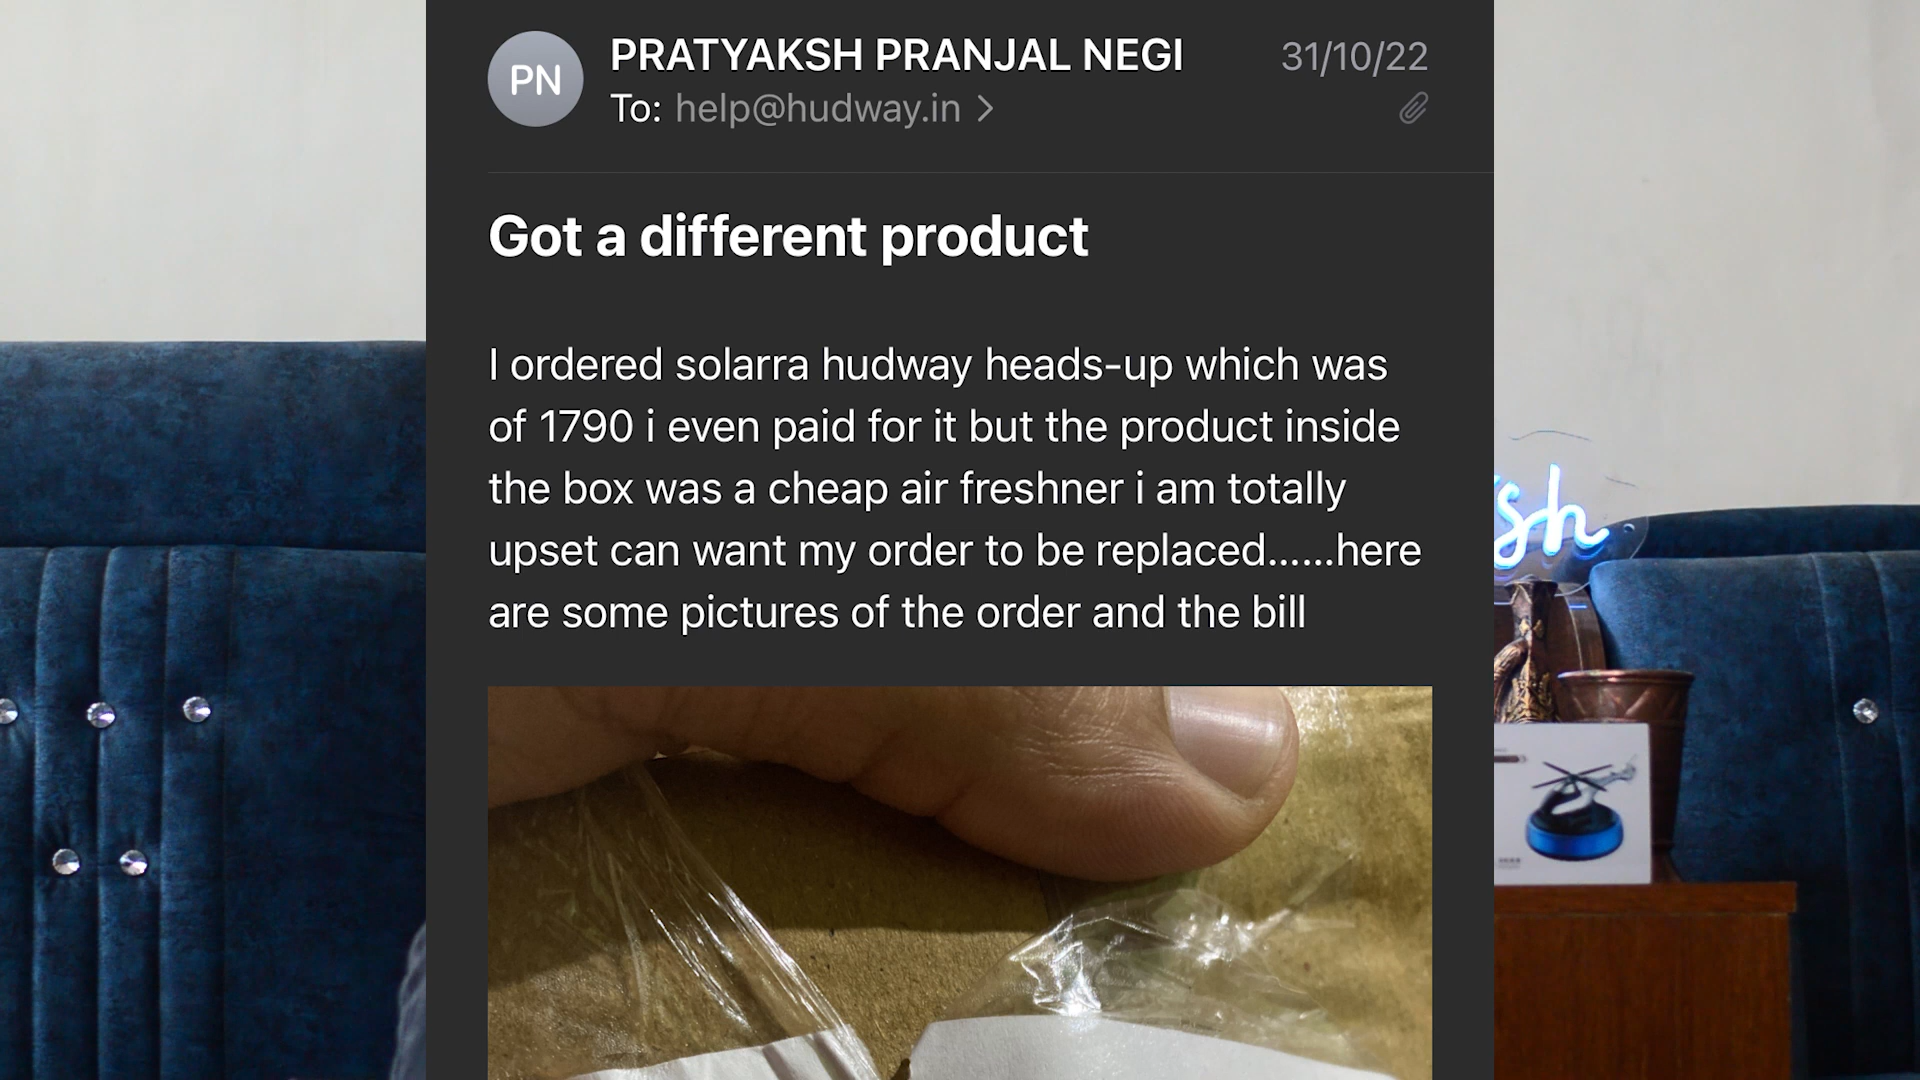 PN
PRATYAKSH PRANJAL NEGI
31/10/22
To: help@hudway.in >
Got a different product
I ordered solarra hudway heads-up which was
of 1790 i even paid for it but the product inside
the box was a cheap air freshner i am totally
upset can want my order to be replaced......here
are some pictures of the order and the bill
sh